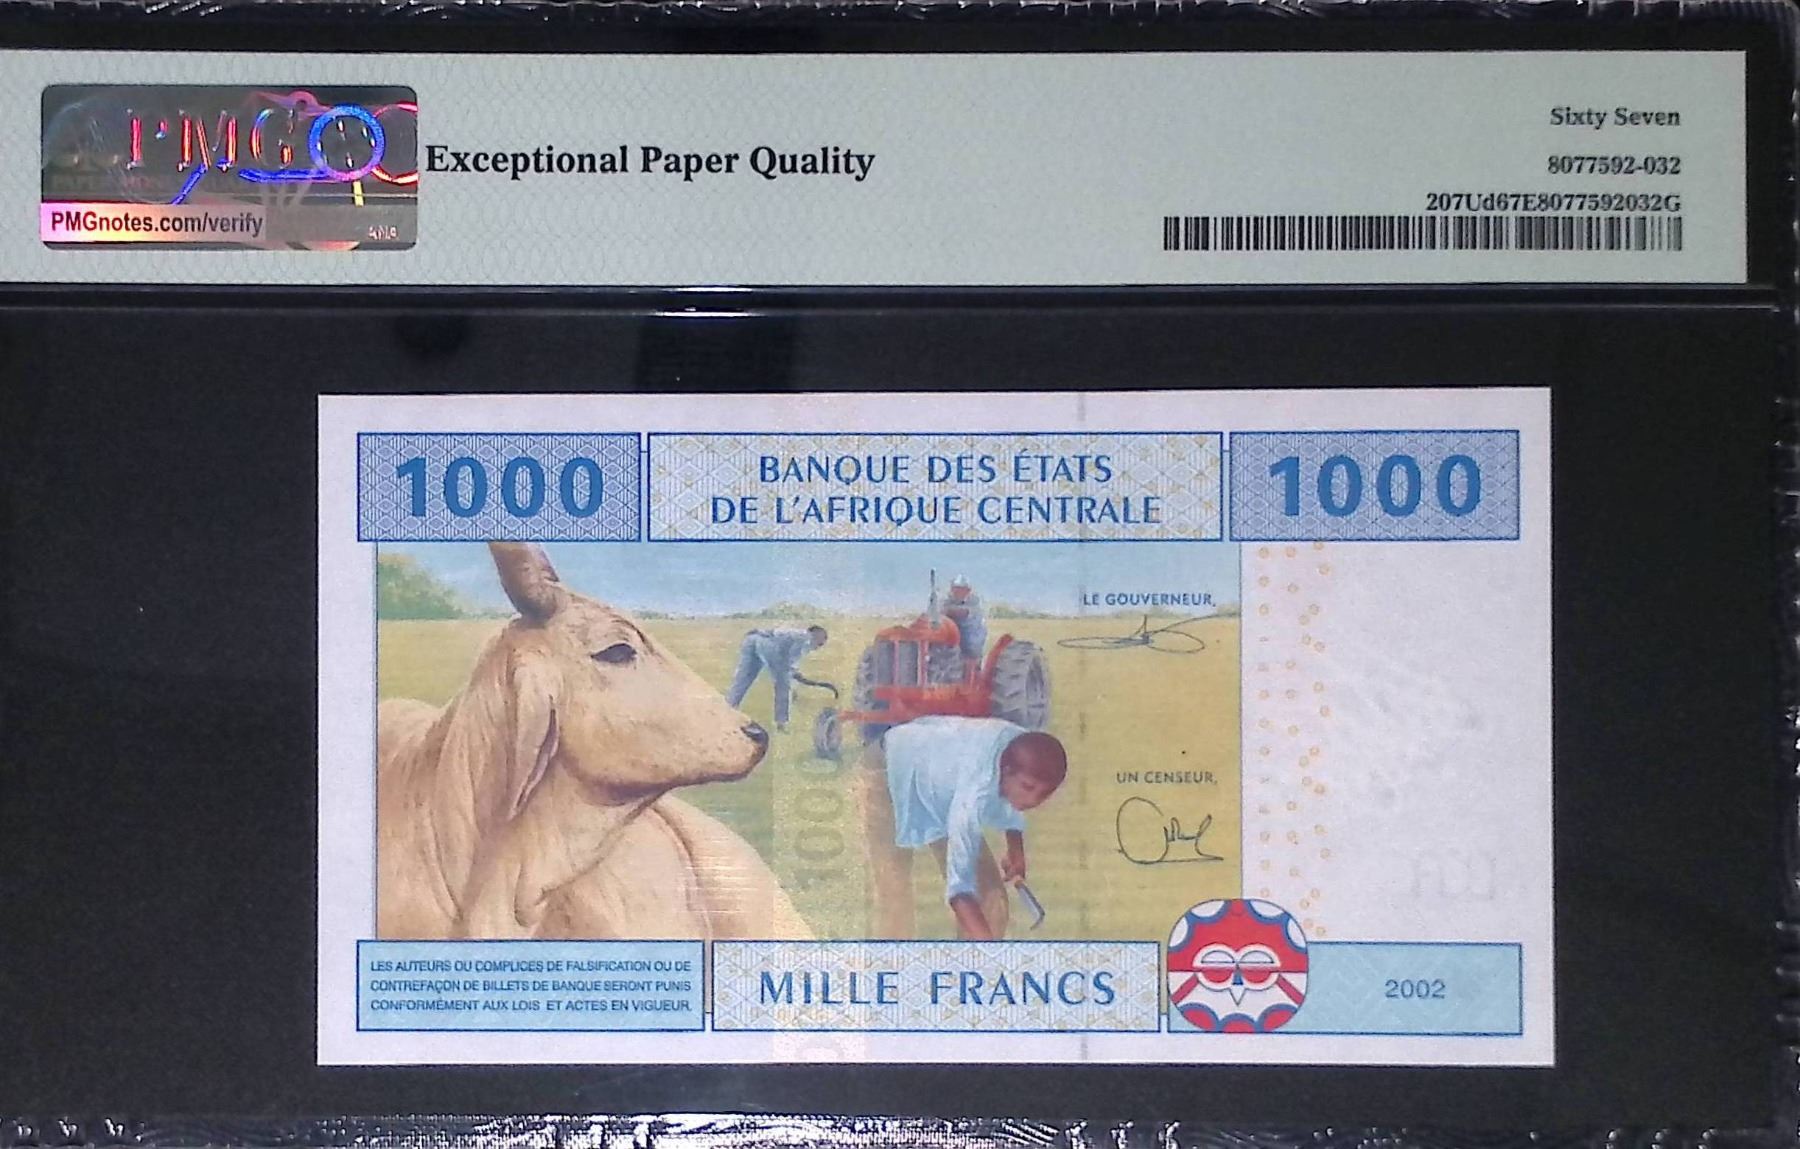 PMG
PMGnotes.com/verify
Exceptional Paper Quality
Sixty Seven
8077592-032
207Ud67E8077592032G
1000
BANQUE DES ÉTATS
DE L'AFRIQUE CENTRALE
1000
LE GOUVERNEUR,
UN CENSEUR,
1000
LES AUTEURS OU COMPLICES DE FALSIFICATION OU DE
CONTREFAÇON DE BILLETS DE BANQUE SERONT PUNIS
CONFORMÉMENT AUX LOIS ET ACTES EN VIGUEUR.
MILLE FRANCS
2002